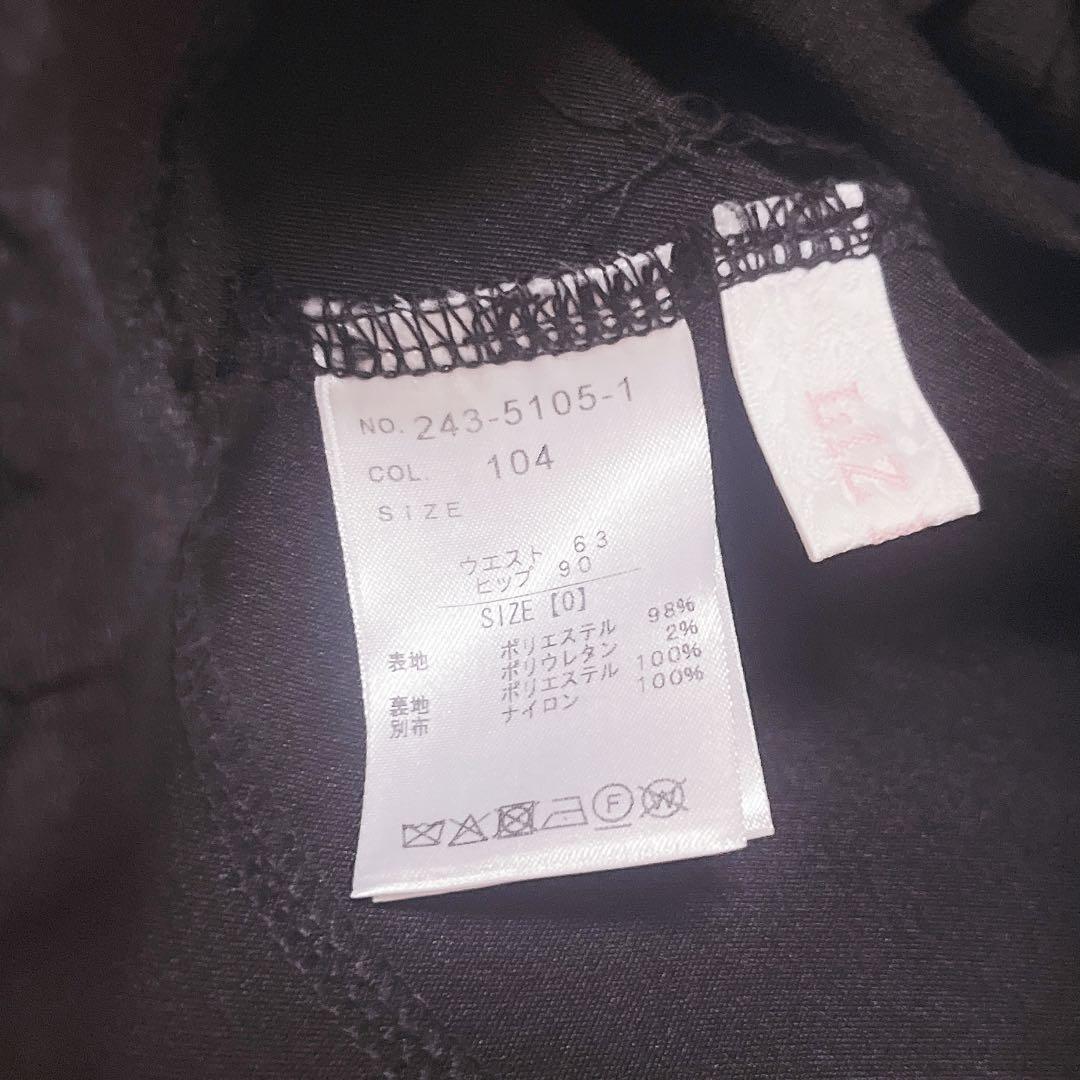 NO. 243-5105-1
COL. 104
SIZE
ウエスト 63
ヒップ 90
SIZE【0】
表地 ポリエステル 98%
ポリウレタン 2%
裏地 ポリエステル 100%
別布 ナイロン 100%
F
W
LIZ